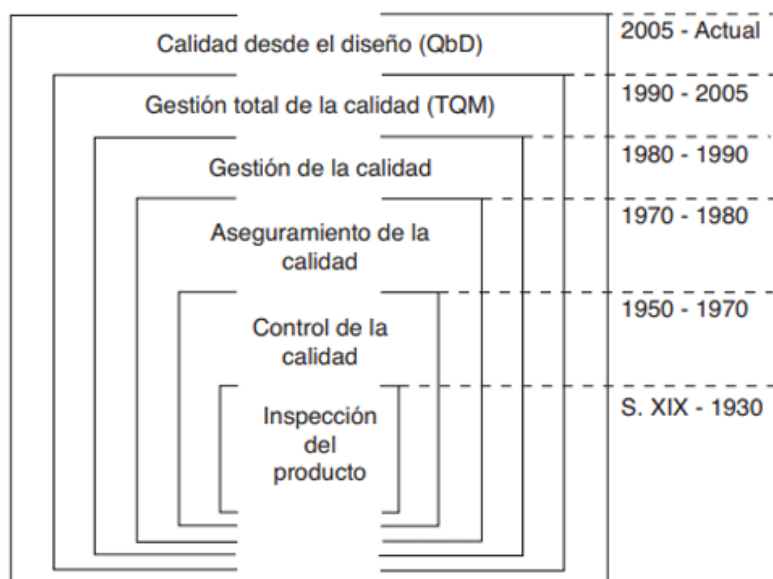 Calidad desde el diseño (QbD)
2005 - Actual
Gestión total de la calidad (TQM)
1990 - 2005
Gestión de la calidad
1980 - 1990
Aseguramiento de la
calidad
1970 - 1980
Control de la
calidad
1950 - 1970
Inspección
del
producto
S. XIX - 1930